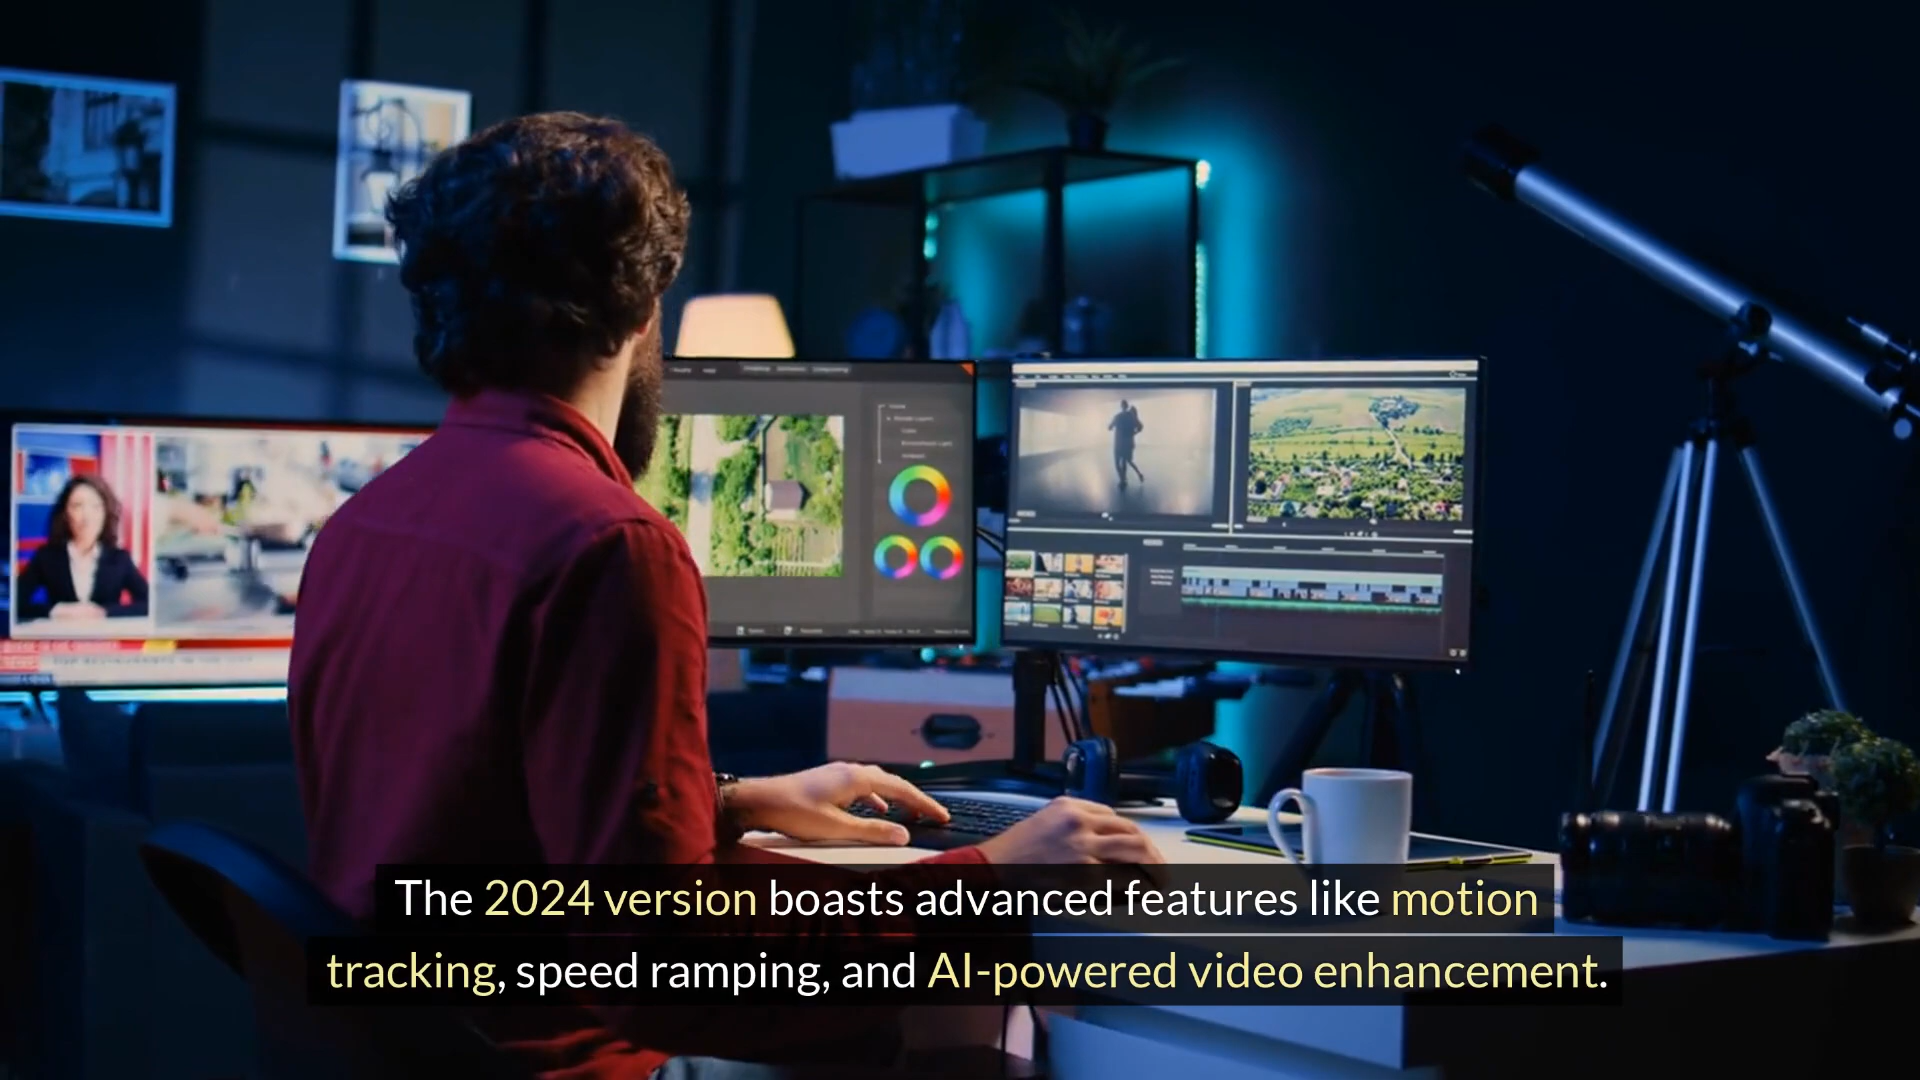 The 2024 version boasts advanced features like motion
tracking, speed ramping, and AI-powered video enhancement.